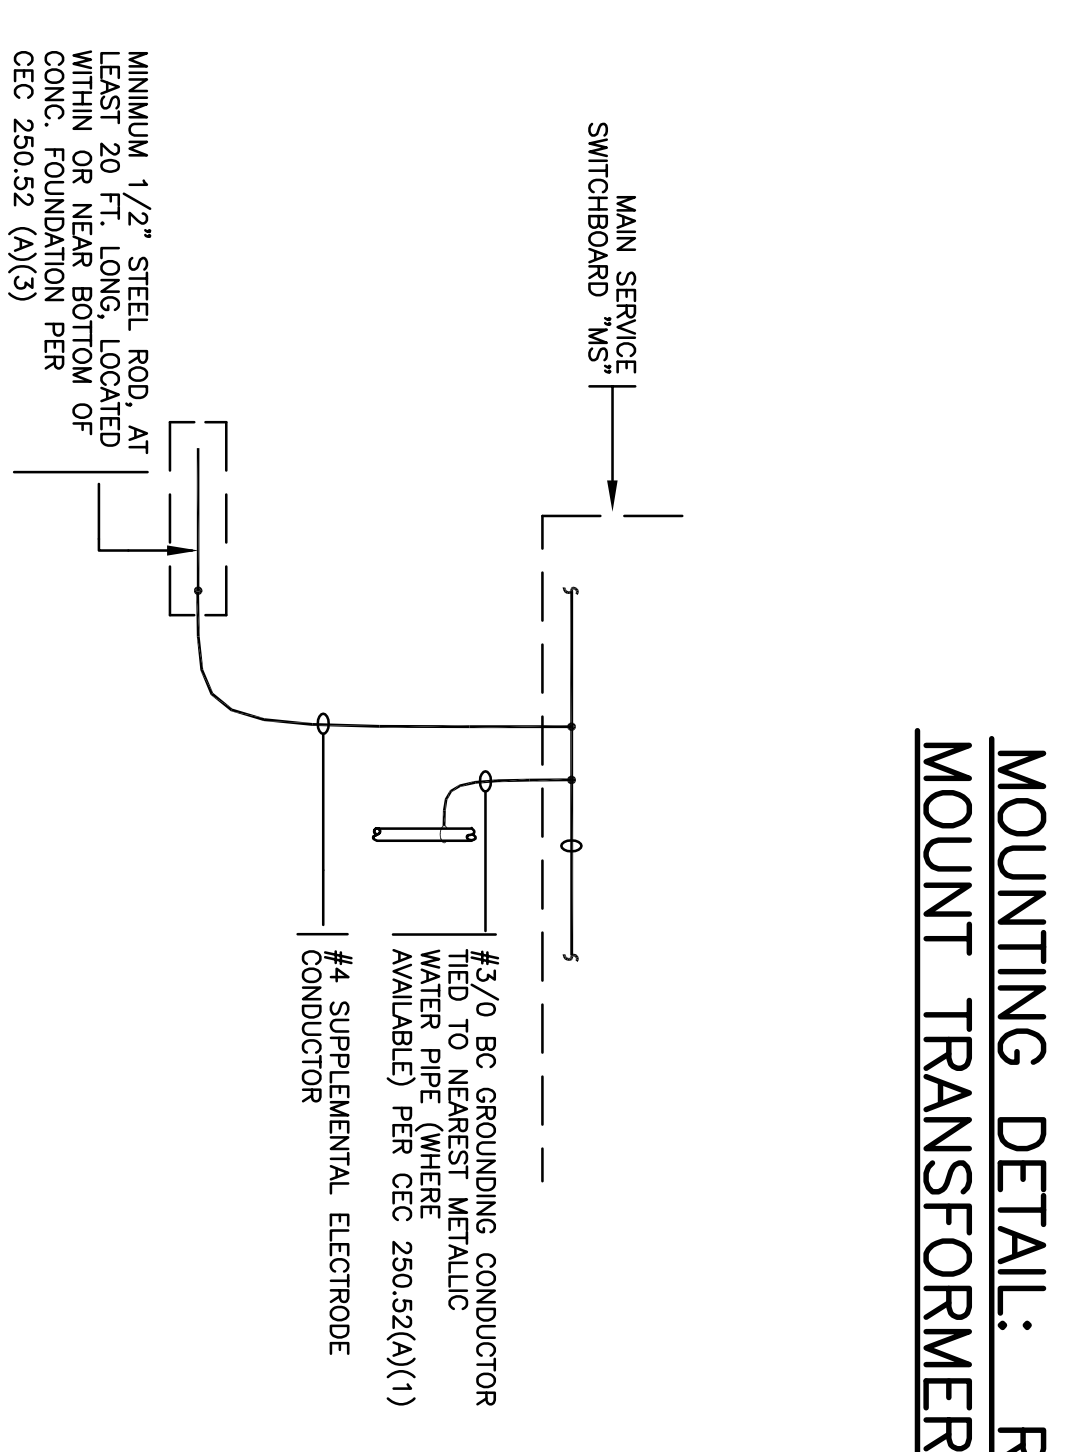 MOUNTING DETAIL:
MOUNT TRANSFORMER
MAIN SERVICE
SWITCHBOARD "MS"
#3/0 BC GROUNDING CONDUCTOR
TIED TO NEAREST METALLIC
WATER PIPE (WHERE
AVAILABLE) PER CEC 250.52(A)(1)
#4 SUPPLEMENTAL ELECTRODE
CONDUCTOR
MINIMUM 1/2" STEEL ROD, AT
LEAST 20 FT. LONG, LOCATED
WITHIN OR NEAR BOTTOM OF
CONC. FOUNDATION PER
CEC 250.52 (A)(3)